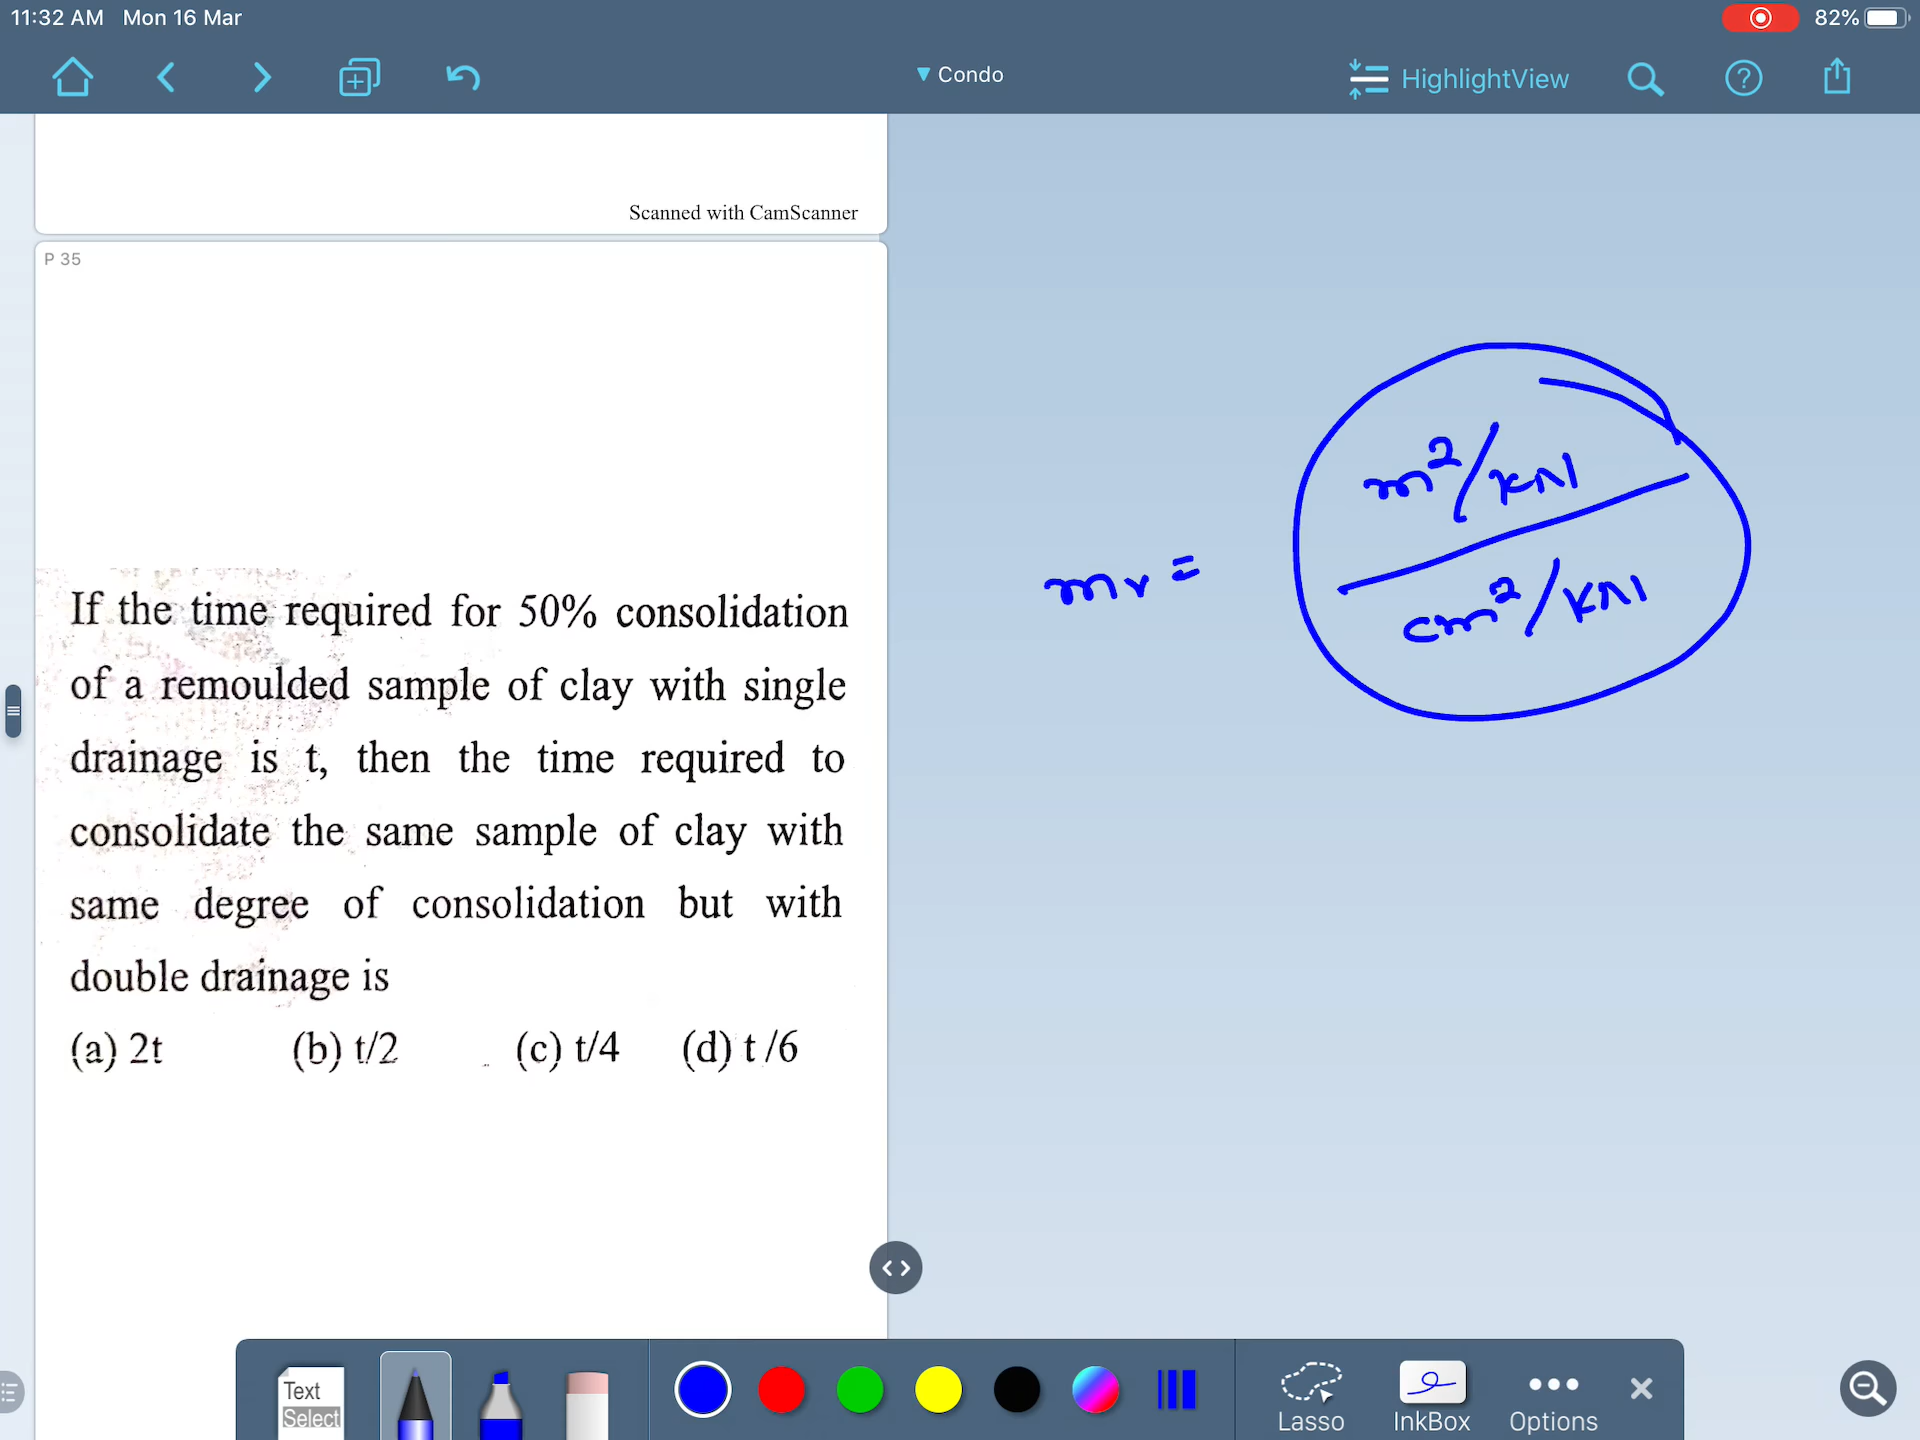 11:32 AM Mon 16 Mar
82%
Condo
HighlightView
Scanned with CamScanner
P 35
If the time required for 50% consolidation
of a remoulded sample of clay with single
drainage is t, then the time required to
consolidate the same sample of clay with
same degree of consolidation but with
double drainage is
(a) 2t (b) t/2 (c) t/4 (d) t /6
m²/kN
mv =
cm²/kN
Text
Select
Lasso
InkBox
Options